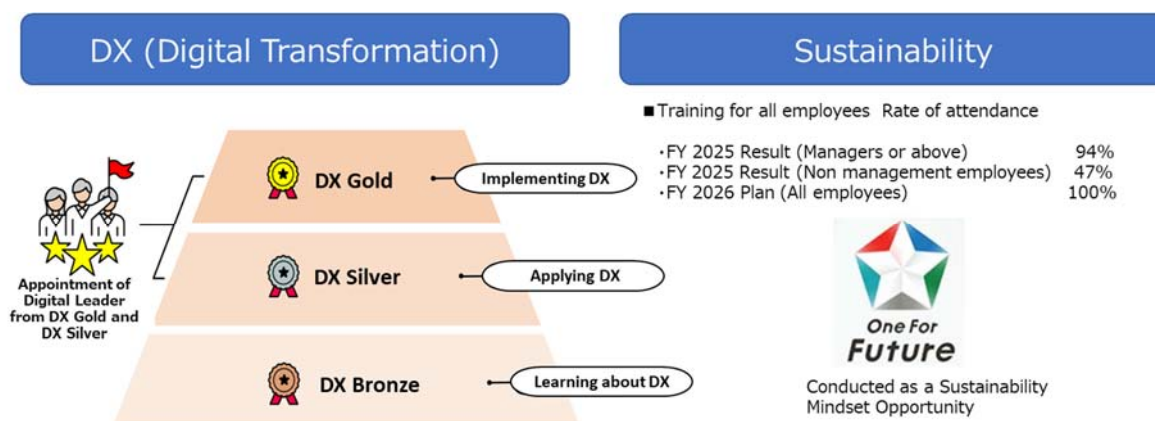 DX (Digital Transformation)
DX Gold
Implementing DX
DX Silver
Applying DX
Appointment of
Digital Leader
from DX Gold and
DX Silver
DX Bronze
Learning about DX
Sustainability
■ Training for all employees  Rate of attendance
・FY 2025 Result (Managers or above) 94%
・FY 2025 Result (Non management employees) 47%
・FY 2026 Plan (All employees) 100%
One For
Future
Conducted as a Sustainability
Mindset Opportunity